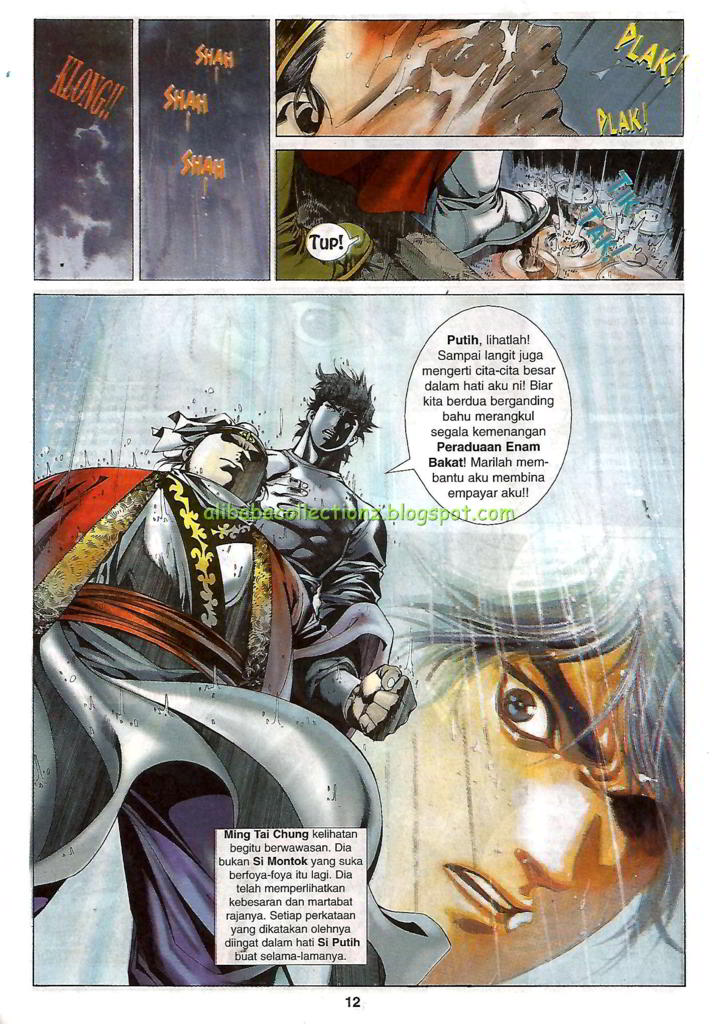 KLONG!!
SHAH
SHAH
SHAH
PLAK!
PLAK!
TUP!
TIK
TAK!
Putih, lihatlah!
Sampai langit juga
mengerti cita-cita besar
dalam hati aku ni! Biar
kita berdua berganding
bahu merangkul
segala kemenangan
Peraduaan Enam
Bakat! Marilah mem-
bantu aku membina
empayar aku!!
alibabacollectionz.blogspot.com
Ming Tai Chung kelihatan
begitu berwawasan. Dia
bukan Si Montok yang suka
berfoya-foya itu lagi. Dia
telah memperlihatkan
kebesaran dan martabat
rajanya. Setiap perkataan
yang dikatakan olehnya
diingat dalam hati Si Putih
buat selama-lamanya.
12